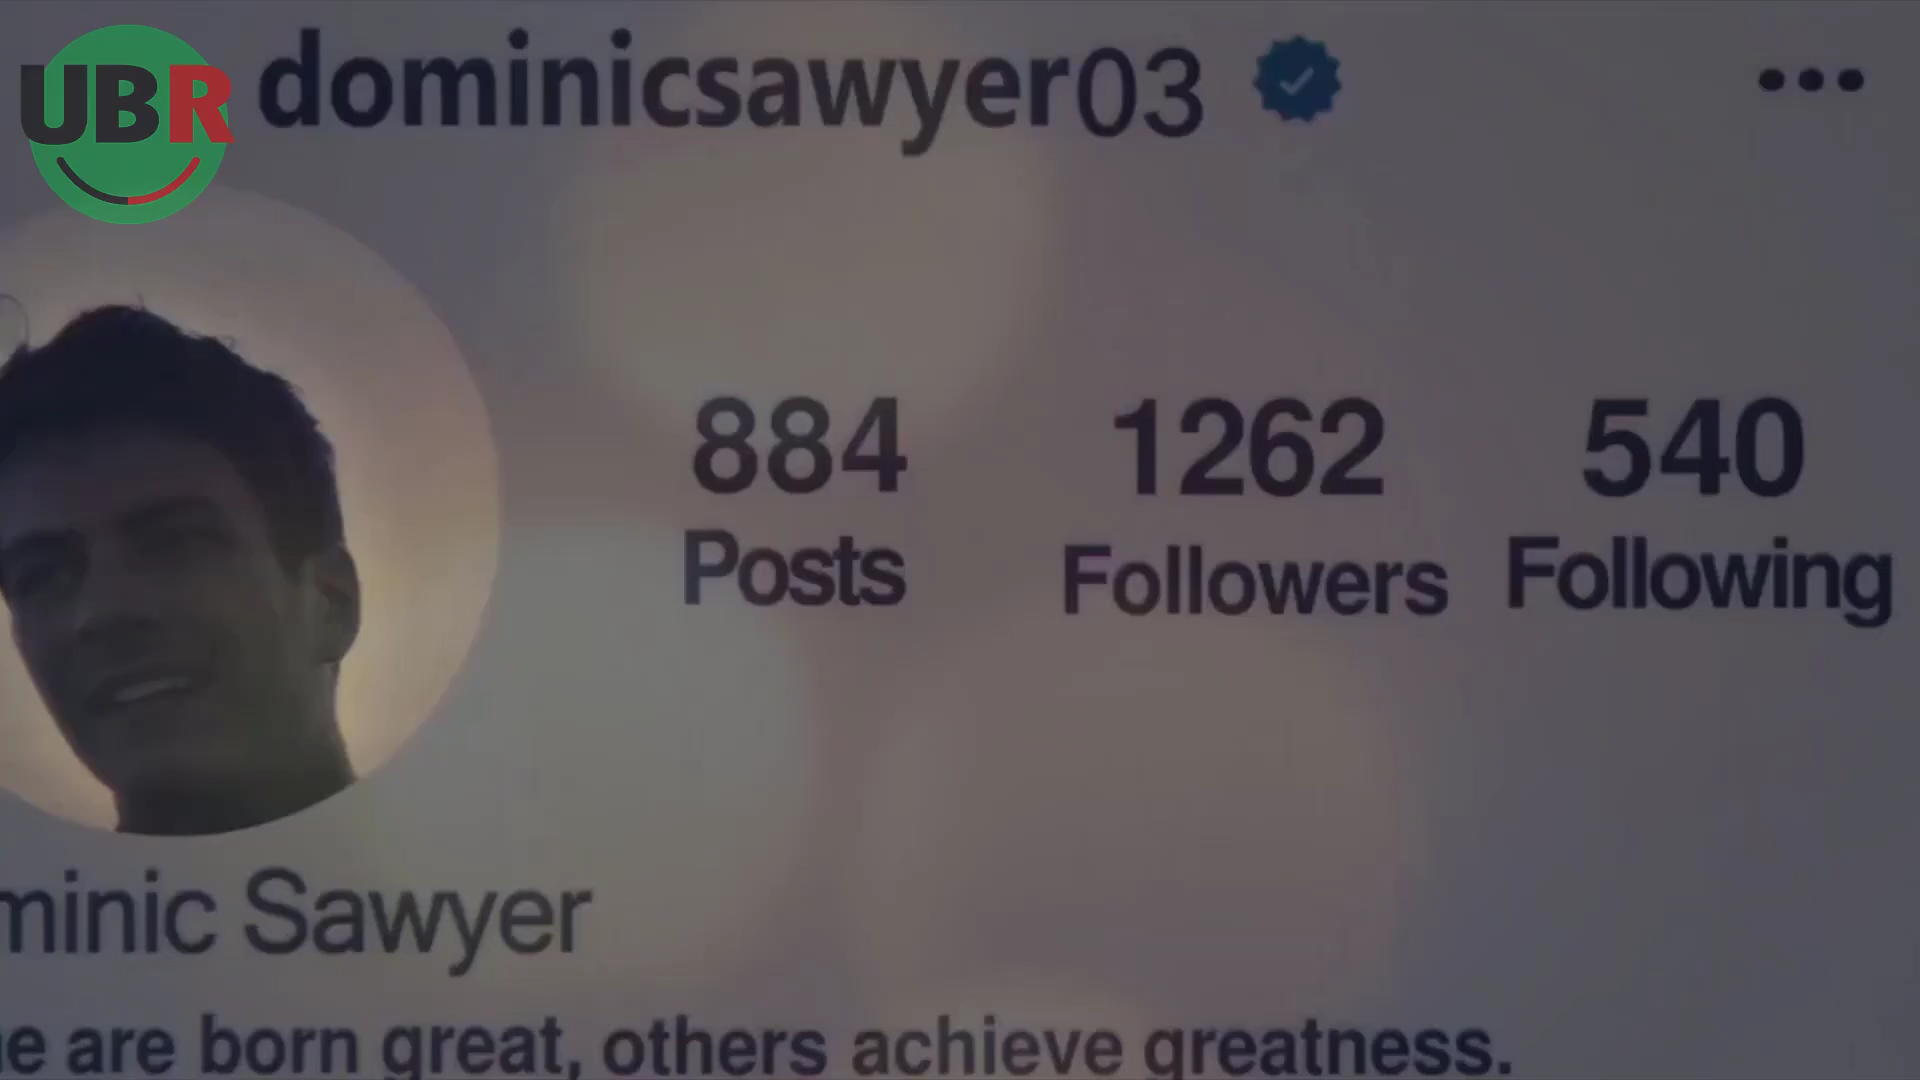 UBR
dominicsawyer03
884 1262 540
Posts Followers Following
minic Sawyer
e are born great, others achieve greatness.